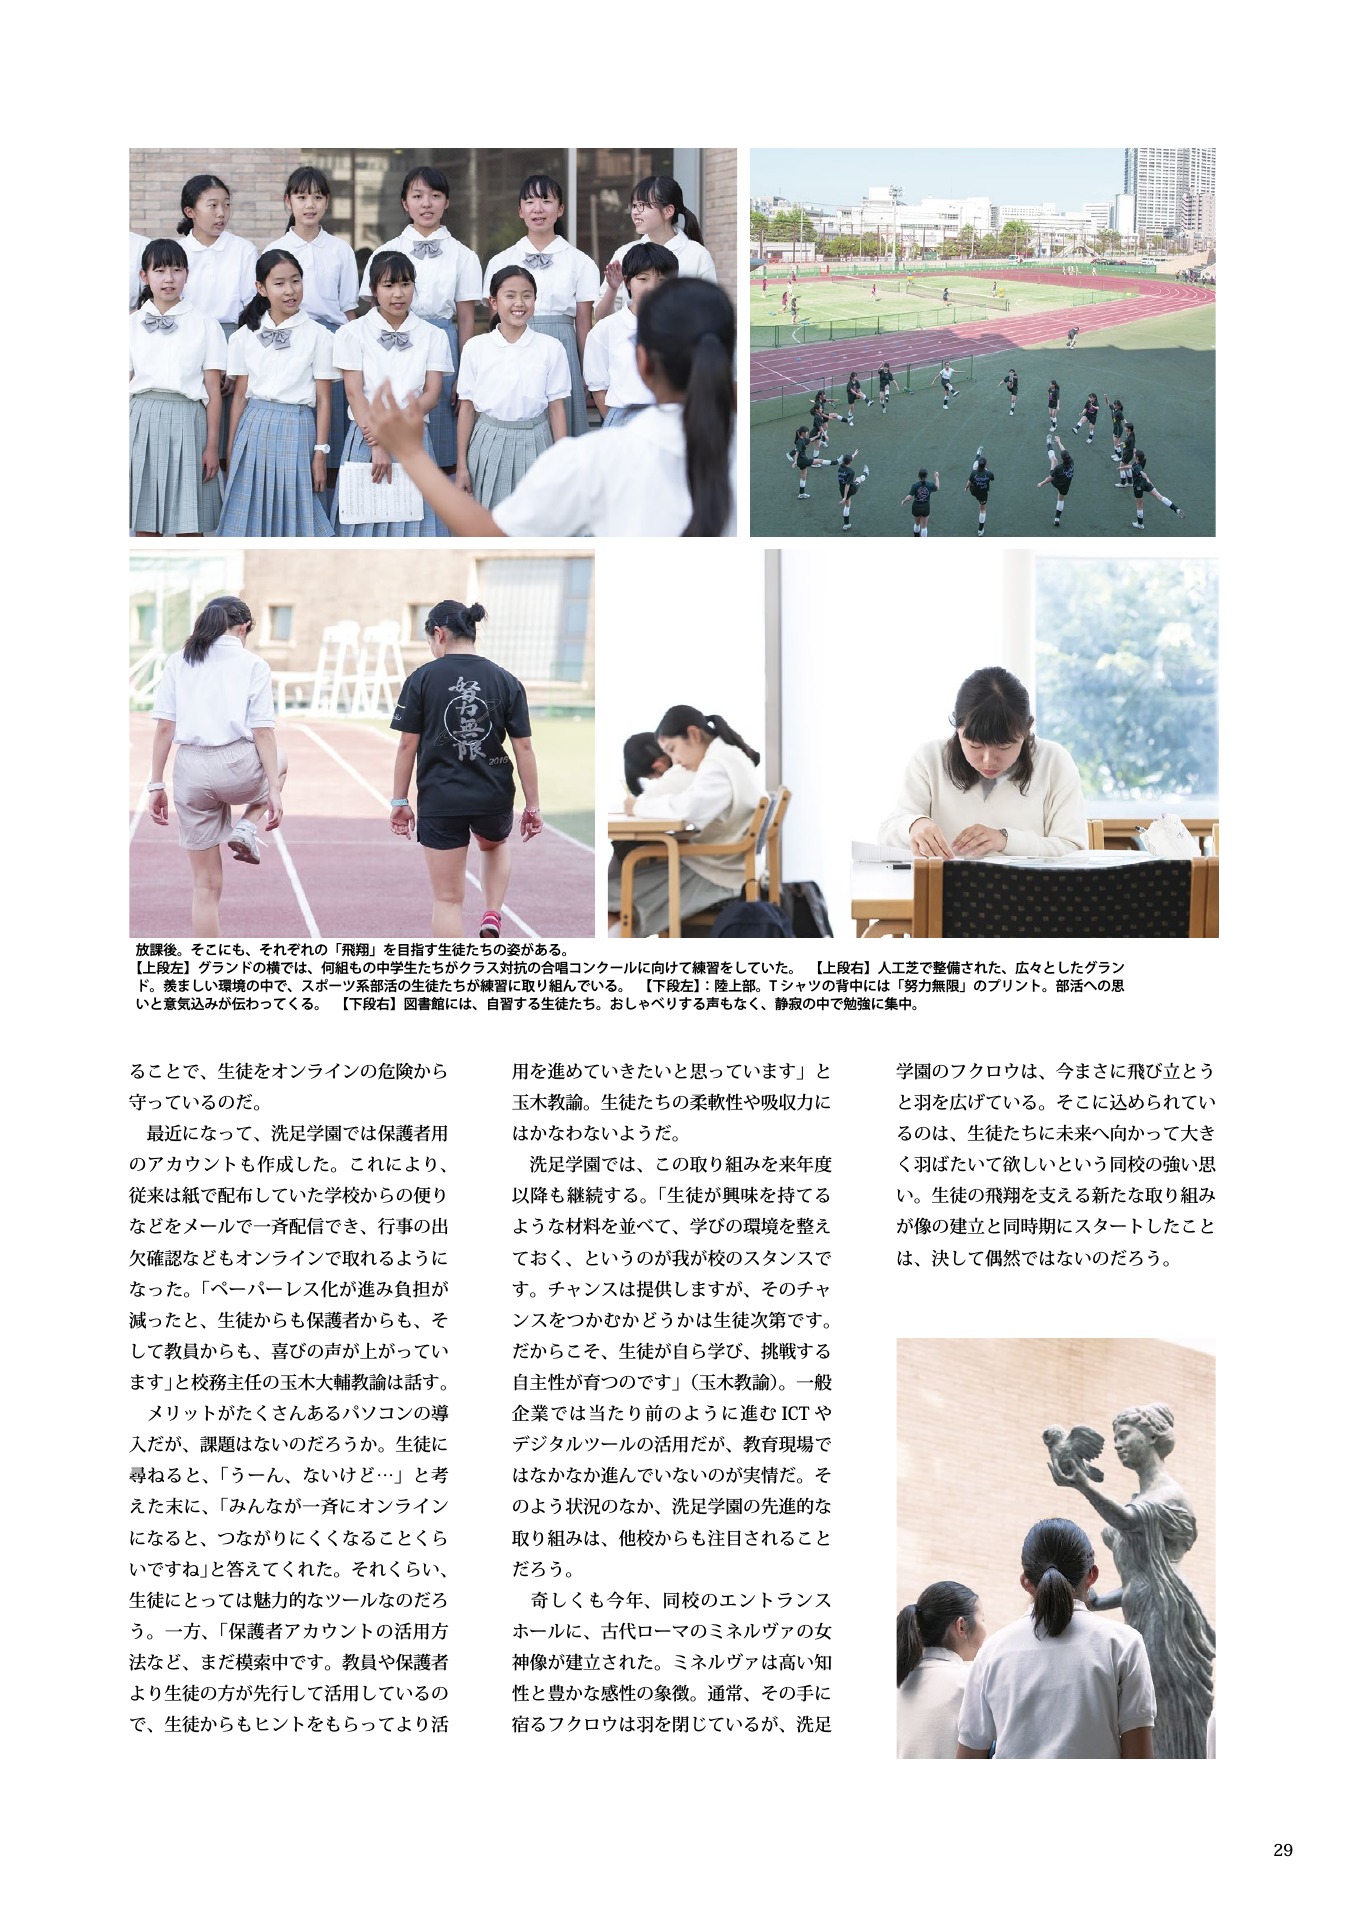 努力無限
2016
放課後。そこにも、それぞれの「飛翔」を目指す生徒たちの姿がある。
【上段左】グランドの横では、何組もの中学生たちがクラス対抗の合唱コンクールに向けて練習をしていた。　【上段右】人工芝で整備された、広々としたグラン
ド。羨ましい環境の中で、スポーツ系部活の生徒たちが練習に取り組んでいる。　【下段左】：陸上部。Tシャツの背中には「努力無限」のプリント。部活への思
いと意気込みが伝わってくる。　【下段右】図書館には、自習する生徒たち。おしゃべりする声もなく、静寂の中で勉強に集中。
ることで、生徒をオンラインの危険から
守っているのだ。
　最近になって、洗足学園では保護者用
のアカウントも作成した。これにより、
従来は紙で配布していた学校からの便り
などをメールで一斉配信でき、行事の出
欠確認などもオンラインで取れるように
なった。「ペーパーレス化が進み負担が
減ったと、生徒からも保護者からも、そ
して教員からも、喜びの声が上がってい
ます」と校務主任の玉木大輔教諭は話す。
　メリットがたくさんあるパソコンの導
入だが、課題はないのだろうか。生徒に
尋ねると、「うーん、ないけど…」と考
えた末に、「みんなが一斉にオンライン
になると、つながりにくくなることくら
いですね」と答えてくれた。それくらい、
生徒にとっては魅力的なツールなのだろ
う。一方、「保護者アカウントの活用方
法など、まだ模索中です。教員や保護者
より生徒の方が先行して活用しているの
で、生徒からもヒントをもらってより活
用を進めていきたいと思っています」と
玉木教諭。生徒たちの柔軟性や吸収力に
はかなわないようだ。
　洗足学園では、この取り組みを来年度
以降も継続する。「生徒が興味を持てる
ような材料を並べて、学びの環境を整え
ておく、というのが我が校のスタンスで
す。チャンスは提供しますが、そのチャ
ンスをつかむかどうかは生徒次第です。
だからこそ、生徒が自ら学び、挑戦する
自主性が育つのです」（玉木教諭）。一般
企業では当たり前のように進む ICT や
デジタルツールの活用だが、教育現場で
はなかなか進んでいないのが実情だ。そ
のよう状況のなか、洗足学園の先進的な
取り組みは、他校からも注目されること
だろう。
　奇しくも今年、同校のエントランス
ホールに、古代ローマのミネルヴァの女
神像が建立された。ミネルヴァは高い知
性と豊かな感性の象徴。通常、その手に
宿るフクロウは羽を閉じているが、洗足
学園のフクロウは、今まさに飛び立とう
と羽を広げている。そこに込められてい
るのは、生徒たちに未来へ向かって大き
く羽ばたいて欲しいという同校の強い思
い。生徒の飛翔を支える新たな取り組み
が像の建立と同時期にスタートしたこと
は、決して偶然ではないのだろう。
29